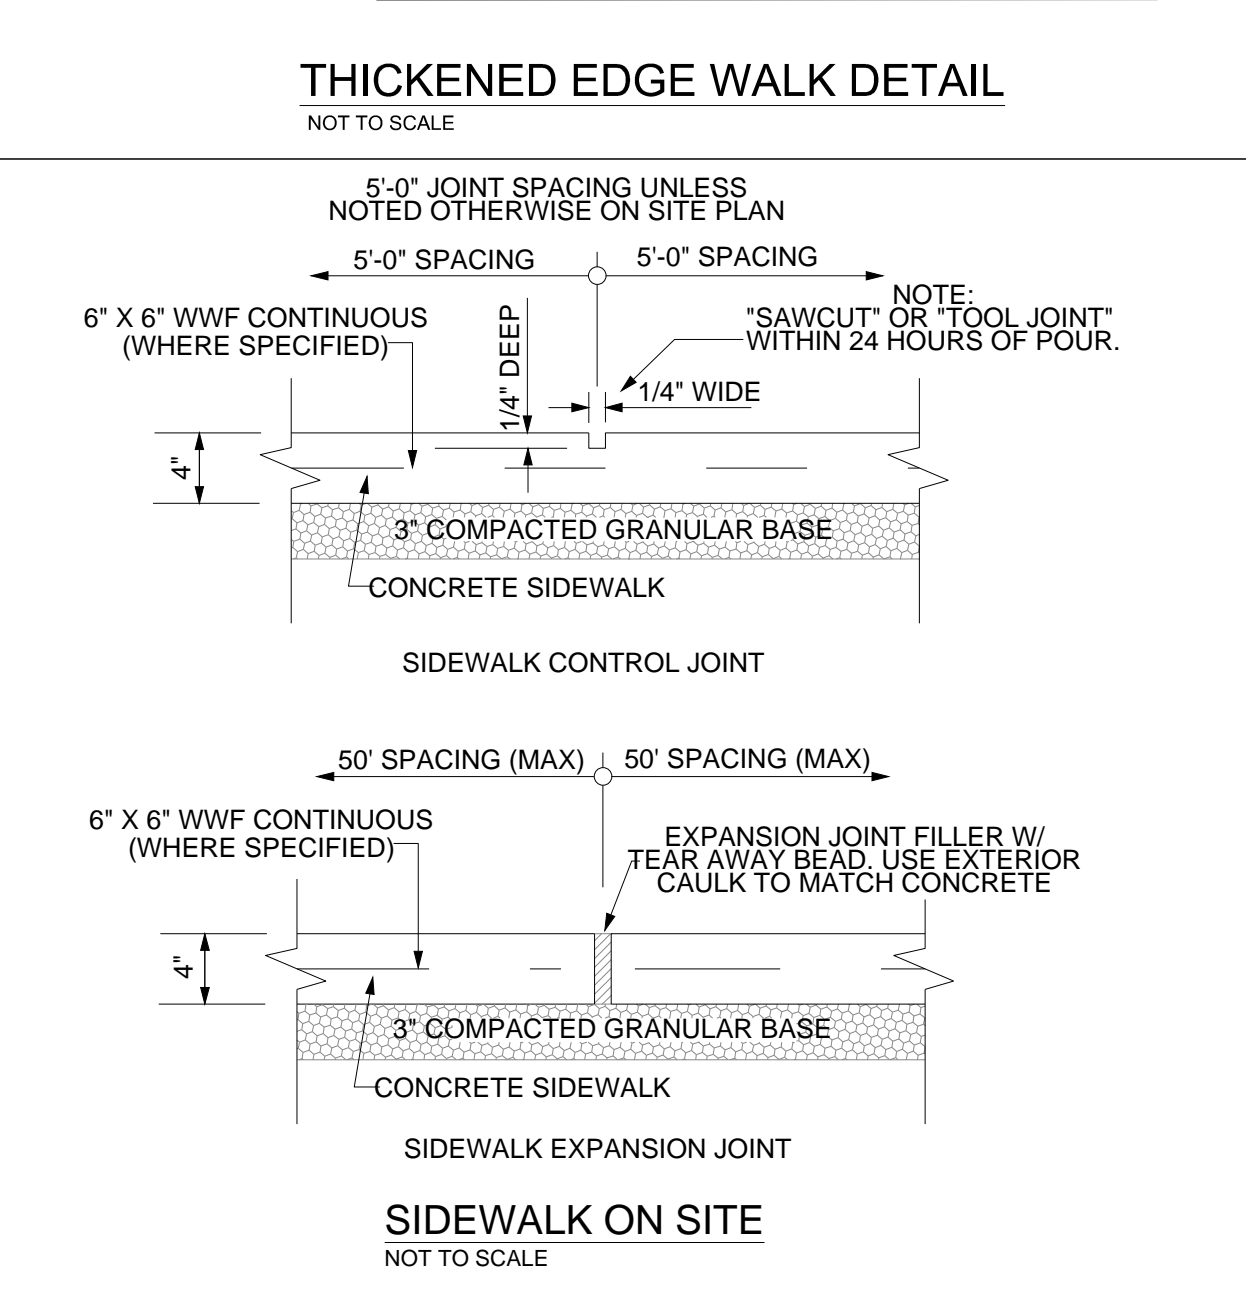 THICKENED EDGE WALK DETAIL
NOT TO SCALE
5'-0" JOINT SPACING UNLESS
NOTED OTHERWISE ON SITE PLAN
5'-0" SPACING
5'-0" SPACING
6" X 6" WWF CONTINUOUS
(WHERE SPECIFIED)
1/4" DEEP
NOTE:
"SAWCUT" OR "TOOL JOINT"
WITHIN 24 HOURS OF POUR.
1/4" WIDE
4"
3" COMPACTED GRANULAR BASE
CONCRETE SIDEWALK
SIDEWALK CONTROL JOINT
50' SPACING (MAX)
50' SPACING (MAX)
6" X 6" WWF CONTINUOUS
(WHERE SPECIFIED)
EXPANSION JOINT FILLER W/
TEAR AWAY BEAD. USE EXTERIOR
CAULK TO MATCH CONCRETE
4"
3" COMPACTED GRANULAR BASE
CONCRETE SIDEWALK
SIDEWALK EXPANSION JOINT
SIDEWALK ON SITE
NOT TO SCALE